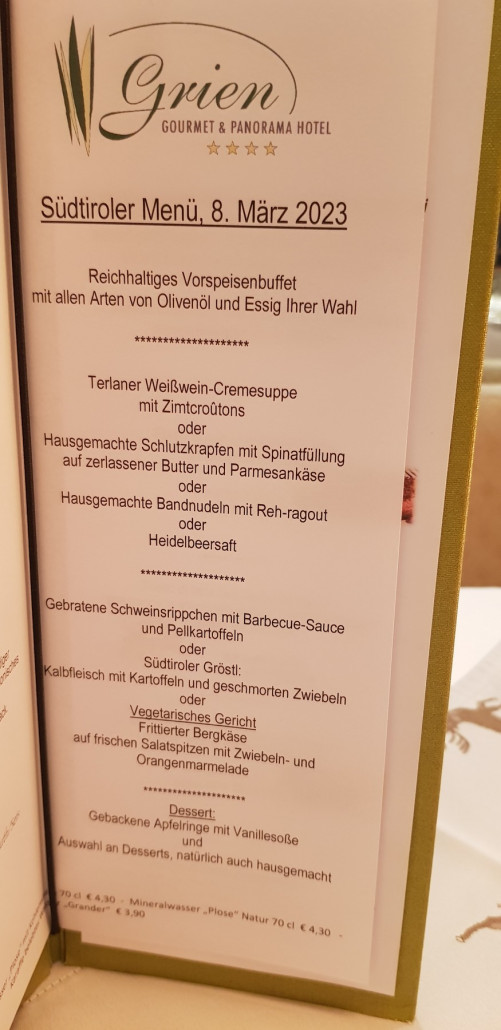 Grien
GOURMET & PANORAMA HOTEL
Südtiroler Menü, 8. März 2023
Reichhaltiges Vorspeisenbuffet
mit allen Arten von Olivenöl und Essig Ihrer Wahl
********************
Terlaner Weißwein-Cremesuppe
mit Zimtcroûtons
oder
Hausgemachte Schlutzkrapfen mit Spinatfüllung
auf zerlassener Butter und Parmesankäse
oder
Hausgemachte Bandnudeln mit Reh-ragout
oder
Heidelbeersaft
********************
Gebratene Schweinsrippchen mit Barbecue-Sauce
und Pellkartoffeln
oder
Südtiroler Gröstl:
Kalbfleisch mit Kartoffeln und geschmorten Zwiebeln
oder
Vegetarisches Gericht
Frittierter Bergkäse
auf frischen Salatspitzen mit Zwiebeln- und
Orangenmarmelade
********************
Dessert:
Gebackene Apfelringe mit Vanillesoße
und
Auswahl an Desserts, natürlich auch hausgemacht
70 cl € 4,30 - Mineralwasser „Plose" Natur 70 cl € 4,30 -
„Grander" € 3,90